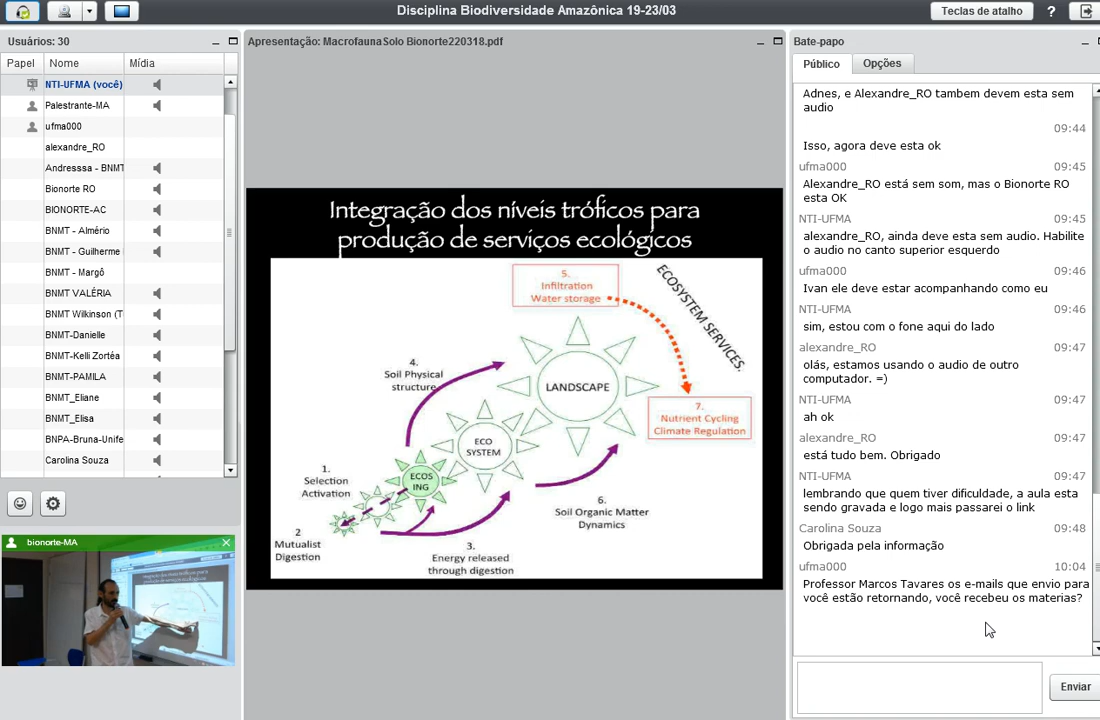 Disciplina Biodiversidade Amazônica 19-23/03
Teclas de atalho
?
Usuários: 30
Papel Nome Mídia
NTI-UFMA (você)
Palestrante-MA
ufma000
alexandre_RO
Andresssa - BNMT
Bionorte RO
BIONORTE-AC
BNMT - Almério
BNMT - Guilherme
BNMT - Margô
BNMT VALÉRIA
BNMT Wilkinson (T
BNMT-Danielle
BNMT-Kelli Zortéa
BNMT-PAMILA
BNMT_Eliane
BNMT_Elisa
BNPA-Bruna-Unife
Carolina Souza
bionorte-MA
Apresentação: MacrofaunaSolo Bionorte220318.pdf
Integração dos níveis tróficos para
produção de serviços ecológicos
5.
Infiltration
Water storage
ECOSYSTEM SERVICES.
4.
Soil Physical
structure
LANDSCAPE
7.
Nutrient Cycling
Climate Regulation
ECO
SYSTEM
1.
Selection
Activation
ECOS
ING
2
Mutualist
Digestion
3.
Energy released
through digestion
6.
Soil Organic Matter
Dynamics
Bate-papo
Público Opções
Adnes, e Alexandre_RO tambem devem esta sem
audio
09:44
Isso, agora deve esta ok
ufma000 09:45
Alexandre_RO está sem som, mas o Bionorte RO
esta OK
NTI-UFMA 09:45
alexandre_RO, ainda deve esta sem audio. Habilite
o audio no canto superior esquerdo
ufma000 09:46
Ivan ele deve estar acompanhando como eu
NTI-UFMA 09:46
sim, estou com o fone aqui do lado
alexandre_RO 09:47
olás, estamos usando o audio de outro
computador. =)
NTI-UFMA 09:47
ah ok
alexandre_RO 09:47
está tudo bem. Obrigado
NTI-UFMA 09:47
lembrando que quem tiver dificuldade, a aula esta
sendo gravada e logo mais passarei o link
Carolina Souza 09:48
Obrigada pela informação
ufma000 10:04
Professor Marcos Tavares os e-mails que envio para
você estão retornando, você recebeu os materias?
Enviar